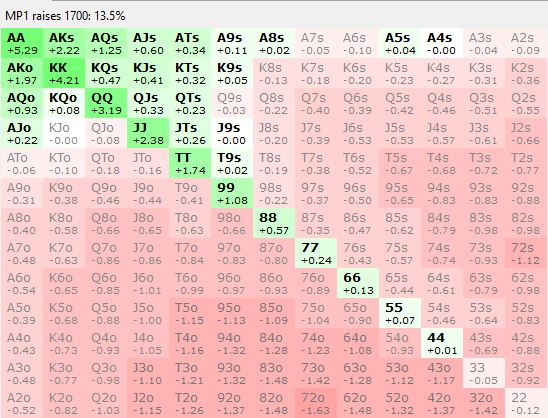 MP1 raises 1700: 13.5%
AA AKs AQs AJs ATs A9s A8s A7s A6s A5s A4s A3s A2s
+5.29 +2.22 +1.25 +0.60 +0.34 +0.11 +0.02 -0.05 -0.10 +0.04 -0.00 -0.04 -0.09
AKo KK KQs KJs KTs K9s K8s K7s K6s K5s K4s K3s K2s
+1.97 +4.21 +0.47 +0.41 +0.32 +0.05 -0.13 -0.18 -0.20 -0.23 -0.27 -0.31 -0.36
AQo KQo QQ QJs QTs Q9s Q8s Q7s Q6s Q5s Q4s Q3s Q2s
+0.93 +0.08 +3.19 +0.33 +0.23 -0.03 -0.22 -0.40 -0.39 -0.42 -0.46 -0.51 -0.55
AJo KJo QJo JJ JTs J9s J8s J7s J6s J5s J4s J3s J2s
+0.22 -0.00 -0.08 +2.38 +0.26 -0.00 -0.20 -0.39 -0.53 -0.53 -0.57 -0.61 -0.66
ATo KTo QTo JTo TT T9s T8s T7s T6s T5s T4s T3s T2s
-0.06 -0.10 -0.18 -0.16 +1.74 +0.02 -0.19 -0.38 -0.52 -0.67 -0.68 -0.72 -0.77
A9o K9o Q9o J9o T9o 99 98s 97s 96s 95s 94s 93s 92s
-0.31 -0.38 -0.46 -0.44 -0.41 +1.08 -0.22 -0.37 -0.50 -0.65 -0.83 -0.83 -0.88
A8o K8o Q8o J8o T8o 98o 88 87s 86s 85s 84s 83s 82s
-0.40 -0.58 -0.66 -0.65 -0.63 -0.66 +0.57 -0.35 -0.47 -0.62 -0.79 -0.98 -0.98
A7o K7o Q7o J7o T7o 97o 87o 77 76s 75s 74s 73s 72s
-0.48 -0.63 -0.86 -0.86 -0.84 -0.83 -0.80 +0.24 -0.43 -0.57 -0.74 -0.93 -1.12
A6o K6o Q6o J6o T6o 96o 86o 76o 66 65s 64s 63s 62s
-0.54 -0.65 -0.85 -1.01 -0.99 -0.97 -0.93 -0.89 +0.13 -0.44 -0.61 -0.79 -0.98
A5o K5o Q5o J5o T5o 95o 85o 75o 65o 55 54s 53s 52s
-0.39 -0.68 -0.88 -1.00 -1.15 -1.13 -1.09 -1.04 -0.90 +0.07 -0.46 -0.64 -0.83
A4o K4o Q4o J4o T4o 94o 84o 74o 64o 54o 44 43s 42s
-0.43 -0.73 -0.93 -1.05 -1.16 -1.32 -1.28 -1.23 -1.08 -0.93 +0.01 -0.69 -0.88
A3o K3o Q3o J3o T3o 93o 83o 73o 63o 53o 43o 33 32s
-0.48 -0.77 -0.98 -1.10 -1.21 -1.32 -1.48 -1.42 -1.28 -1.12 -1.17 -0.05 -0.92
A2o K2o Q2o J2o T2o 92o 82o 72o 62o 52o 42o 32o 22
-0.52 -0.82 -1.03 -1.15 -1.26 -1.37 -1.48 -1.63 -1.48 -1.32 -1.37 -1.42 -0.12